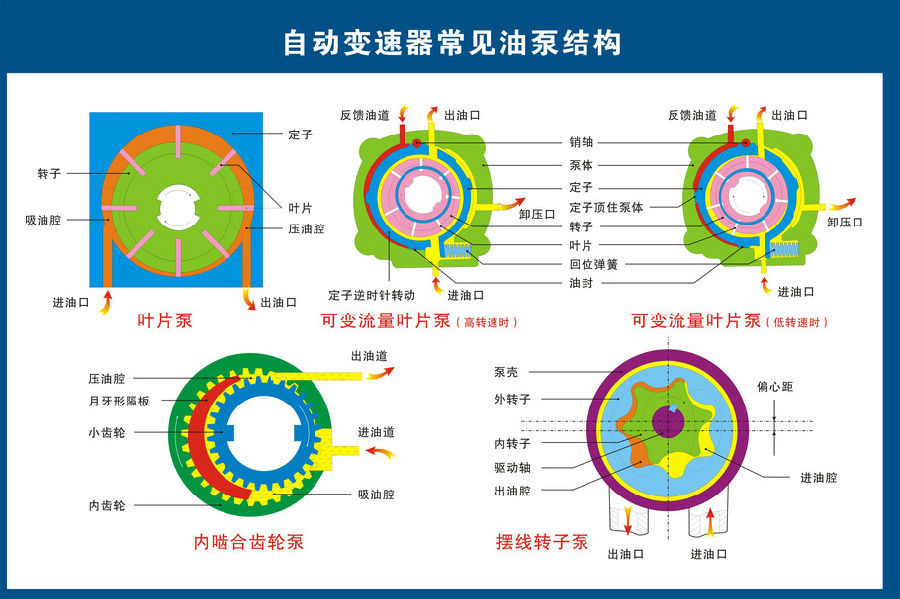 自动变速器常见油泵结构
定子
转子
叶片
吸油腔
压油腔
进油口
出油口
叶片泵
反馈油道
出油口
销轴
泵体
定子
定子顶住泵体
卸压口
转子
叶片
回位弹簧
油封
定子逆时针转动
进油口
可变流量叶片泵（高转速时）
反馈油道
出油口
卸压口
进油口
可变流量叶片泵（低转速时）
出油道
压油腔
月牙形隔板
小齿轮
进油道
吸油腔
内齿轮
内啮合齿轮泵
泵壳
偏心距
外转子
内转子
驱动轴
进油腔
出油腔
出油口
进油口
摆线转子泵